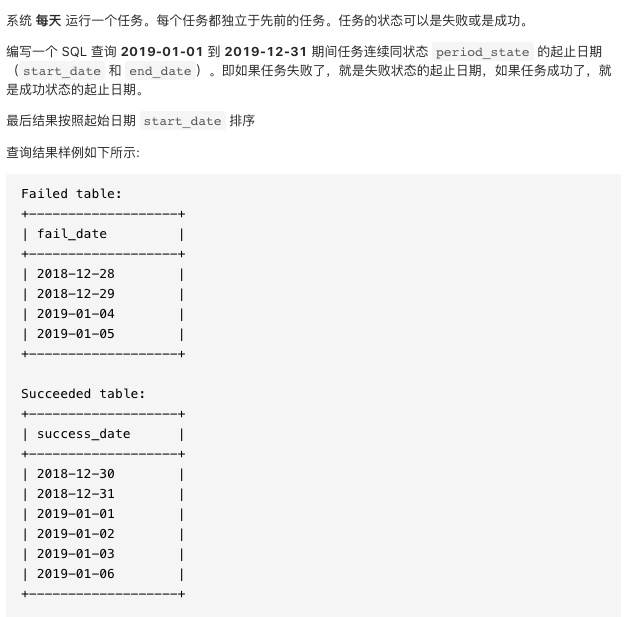 系统 每天 运行一个任务。每个任务都独立于先前的任务。任务的状态可以是失败或是成功。
编写一个 SQL 查询 2019-01-01 到 2019-12-31 期间任务连续同状态 period_state 的起止日期
（start_date 和 end_date）。即如果任务失败了，就是失败状态的起止日期，如果任务成功了，就
是成功状态的起止日期。
最后结果按照起始日期 start_date 排序
查询结果样例如下所示:
Failed table:
+-------------------+
| fail_date         |
+-------------------+
| 2018-12-28        |
| 2018-12-29        |
| 2019-01-04        |
| 2019-01-05        |
+-------------------+
Succeeded table:
+-------------------+
| success_date      |
+-------------------+
| 2018-12-30        |
| 2018-12-31        |
| 2019-01-01        |
| 2019-01-02        |
| 2019-01-03        |
| 2019-01-06        |
+-------------------+